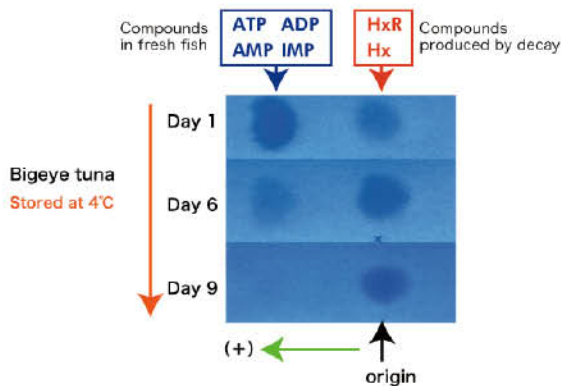 Compounds
in fresh fish
ATP ADP
AMP IMP
HxR
Hx
Compounds
produced by decay
Bigeye tuna
Stored at 4℃
Day 1
Day 6
×
Day 9
(+)
origin